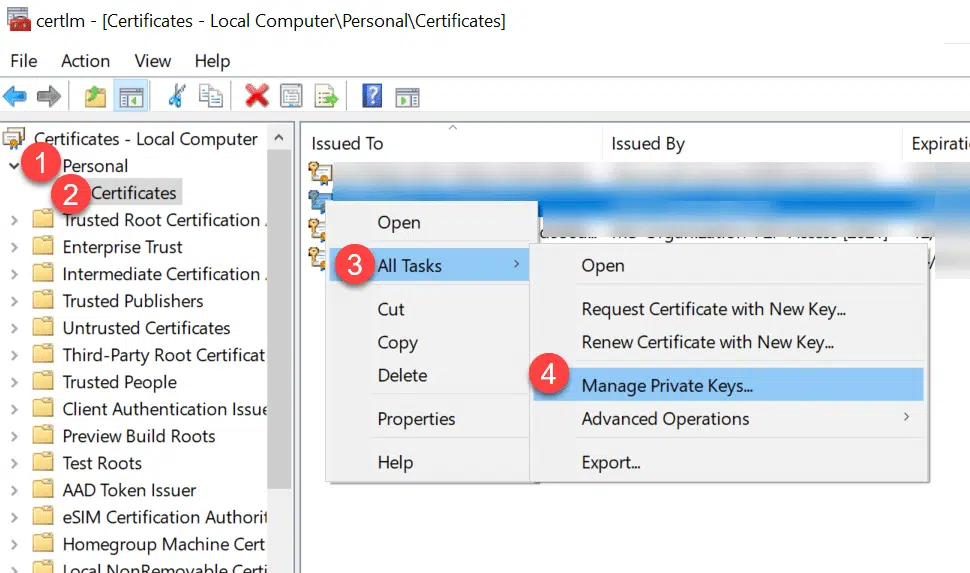 certlm - [Certificates - Local Computer\Personal\Certificates]
File Action View Help
Certificates - Local Computer
1 Personal
2 Certificates
Trusted Root Certification
Enterprise Trust
Intermediate Certification
Trusted Publishers
Untrusted Certificates
Third-Party Root Certificat
Trusted People
Client Authentication Issue
Preview Build Roots
Test Roots
AAD Token Issuer
eSIM Certification Authorit
Homegroup Machine Cert
Local NonRemovable Certi
Issued To Issued By Expirati
Open
3 All Tasks
Cut
Copy
Delete
Properties
Help
Open
Request Certificate with New Key...
Renew Certificate with New Key...
4 Manage Private Keys...
Advanced Operations
Export...